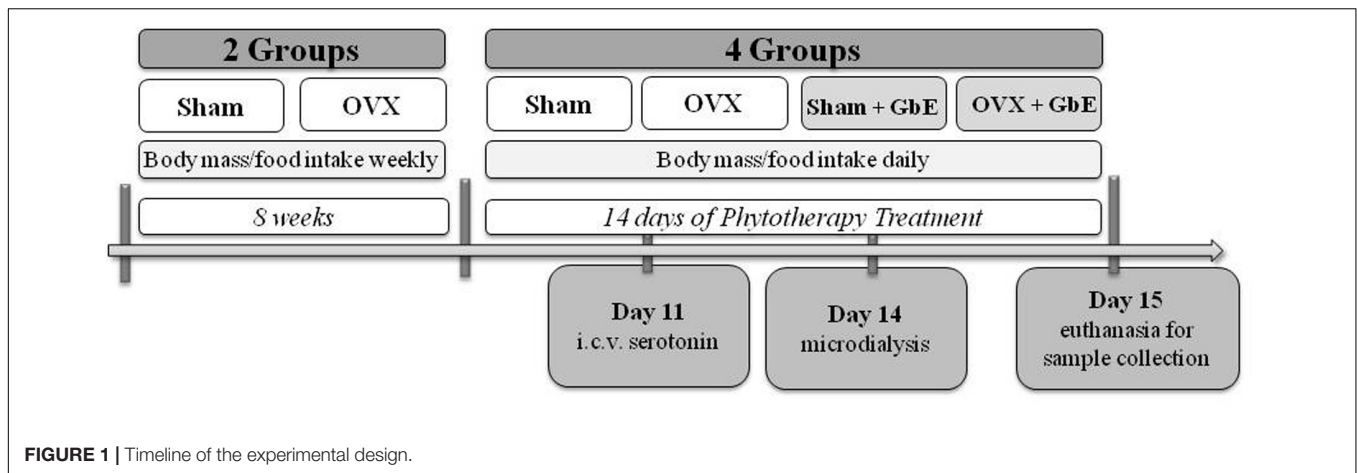 2 Groups
4 Groups
Sham
OVX
Sham
OVX
Sham + GbE
OVX + GbE
Body mass/food intake weekly
Body mass/food intake daily
8 weeks
14 days of Phytotherapy Treatment
Day 11
i.c.v. serotonin
Day 14
microdialysis
Day 15
euthanasia for
sample collection
FIGURE 1 | Timeline of the experimental design.